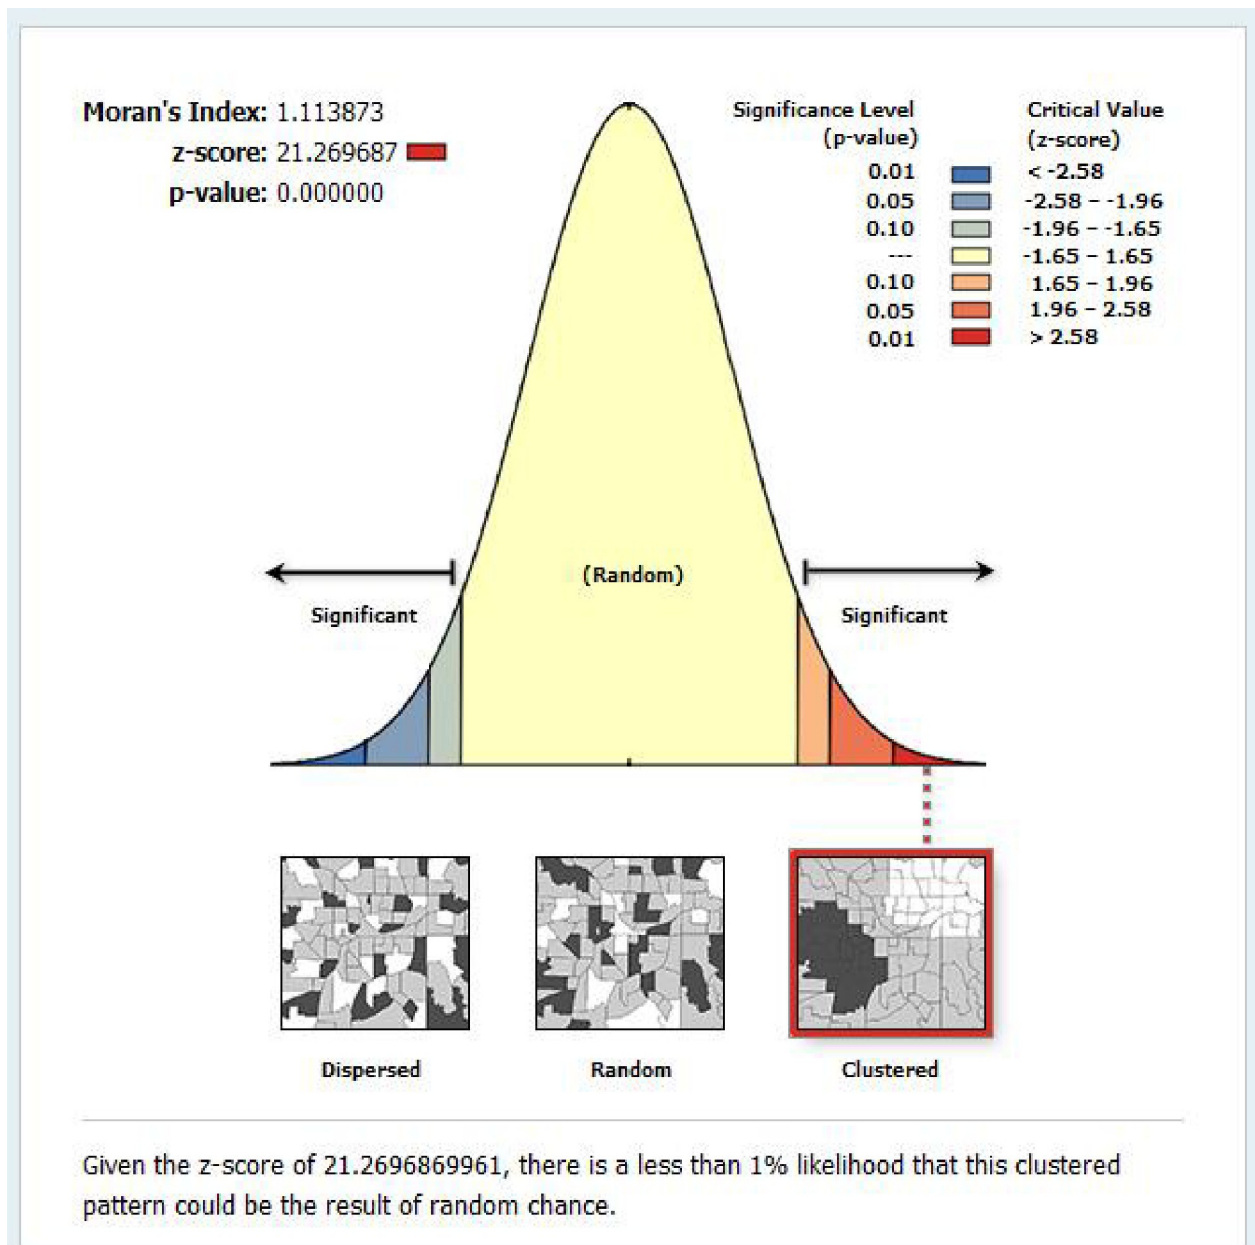 Moran's Index: 1.113873
z-score: 21.269687
p-value: 0.000000
Significance Level
(p-value)
Critical Value
(z-score)
0.01 < -2.58
0.05 -2.58 – -1.96
0.10 -1.96 – -1.65
--- -1.65 – 1.65
0.10 1.65 – 1.96
0.05 1.96 – 2.58
0.01 > 2.58
(Random)
Significant
Significant
Dispersed
Random
Clustered
Given the z-score of 21.2696869961, there is a less than 1% likelihood that this clustered
pattern could be the result of random chance.